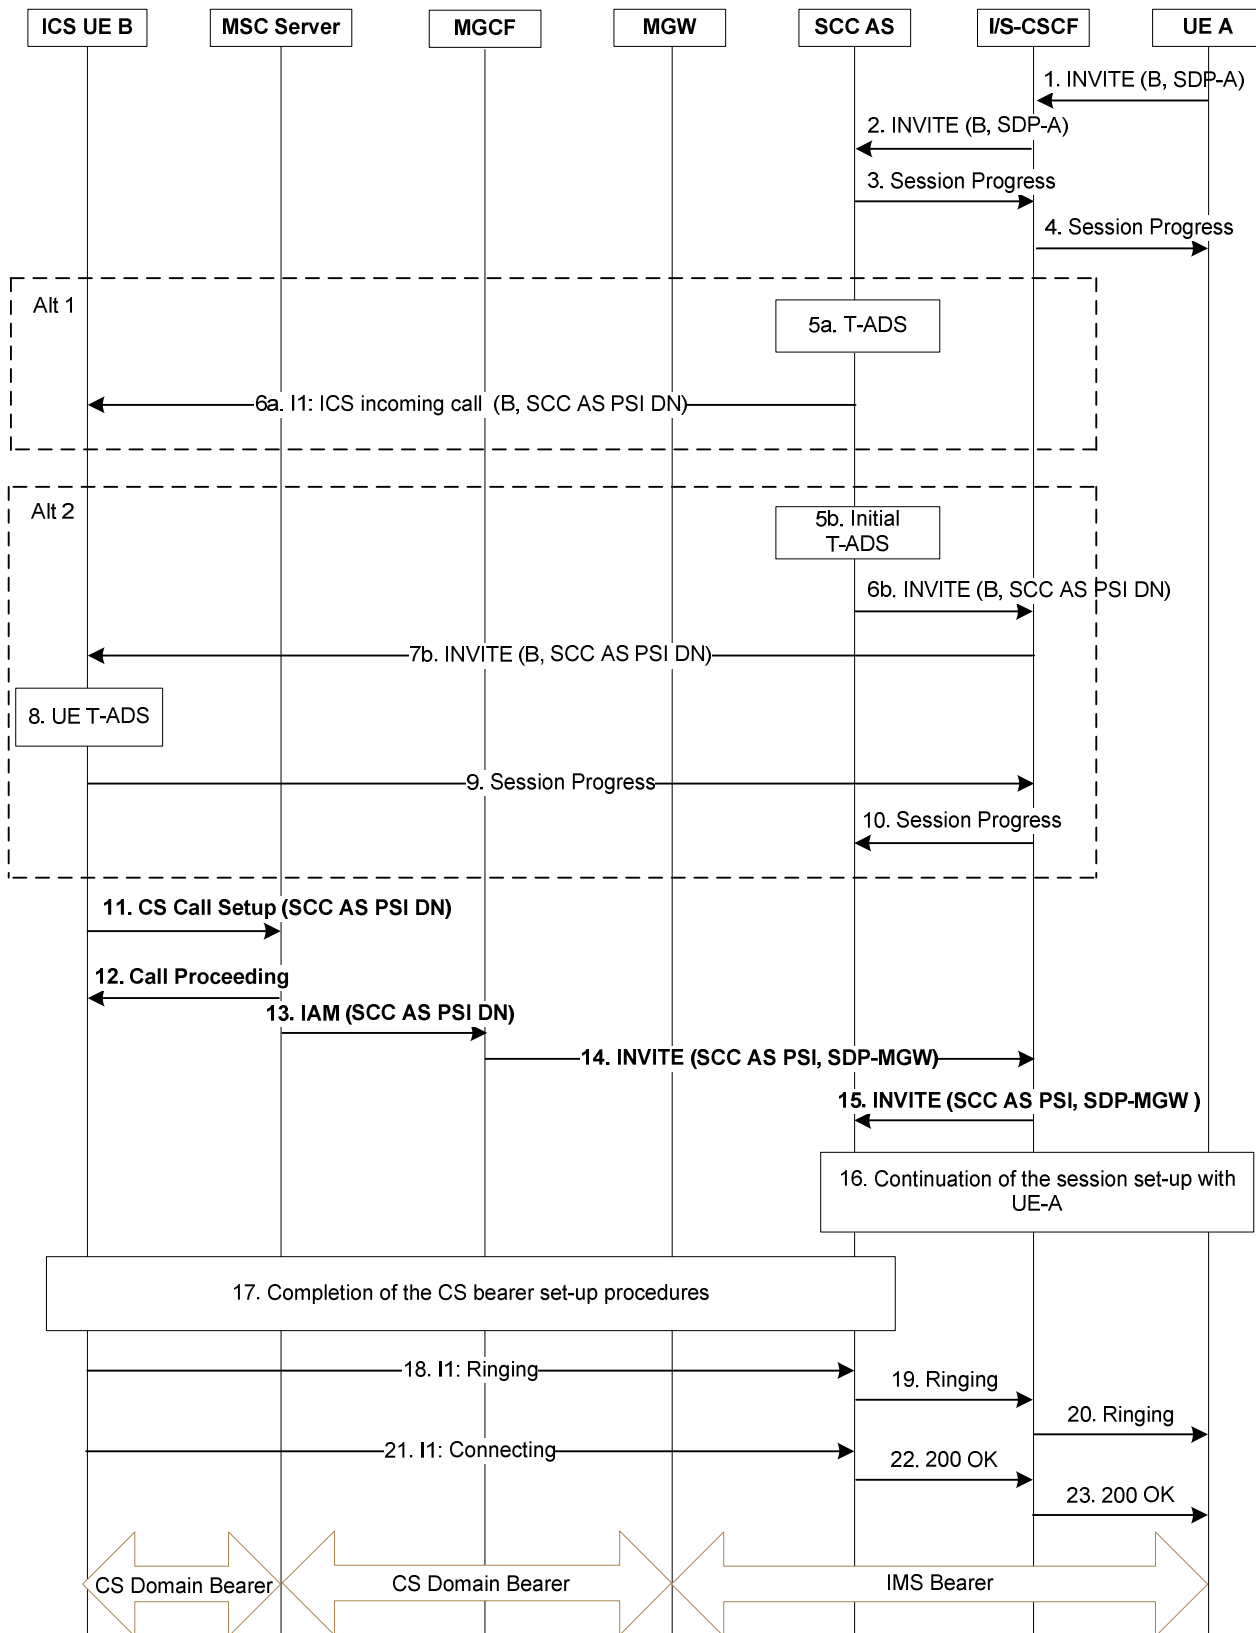 ICS UE B
MSC Server
MGCF
MGW
SCC AS
I/S-CSCF
UE A
1. INVITE (B, SDP-A)
2. INVITE (B, SDP-A)
3. Session Progress
4. Session Progress
Alt 1
5a. T-ADS
6a. I1: ICS incoming call (B, SCC AS PSI DN)
Alt 2
5b. Initial
T-ADS
6b. INVITE (B, SCC AS PSI DN)
7b. INVITE (B, SCC AS PSI DN)
8. UE T-ADS
9. Session Progress
10. Session Progress
11. CS Call Setup (SCC AS PSI DN)
12. Call Proceeding
13. IAM (SCC AS PSI DN)
14. INVITE (SCC AS PSI, SDP-MGW)
15. INVITE (SCC AS PSI, SDP-MGW )
16. Continuation of the session set-up with
UE-A
17. Completion of the CS bearer set-up procedures
18. I1: Ringing
19. Ringing
20. Ringing
21. I1: Connecting
22. 200 OK
23. 200 OK
CS Domain Bearer
CS Domain Bearer
IMS Bearer